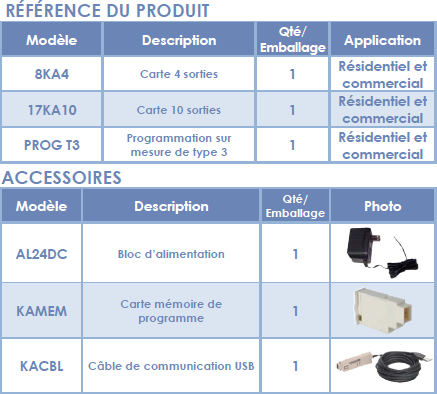 RÉFÉRENCE DU PRODUIT
Modèle Description Qté/ Emballage Application
8KA4 Carte 4 sorties 1 Résidentiel et commercial
17KA10 Carte 10 sorties 1 Résidentiel et commercial
PROG T3 Programmation sur mesure de type 3 1 Résidentiel et commercial
ACCESSOIRES
Modèle Description Qté/ Emballage Photo
AL24DC Bloc d'alimentation 1
KAMEM Carte mémoire de programme 1
KACBL Câble de communication USB 1